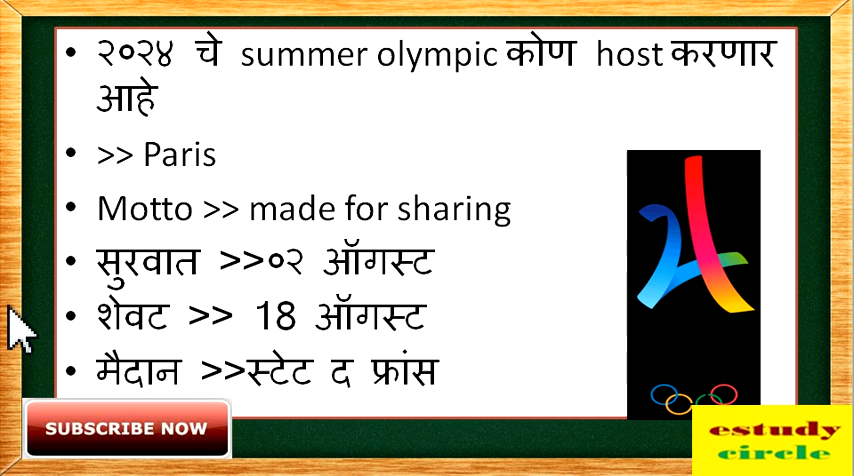 • २०२४ चे summer olympic कोण host करणार
आहे
• >> Paris
• Motto >> made for sharing
• सुरवात >>०२ ऑगस्ट
• शेवट >> 18 ऑगस्ट
• मैदान >>स्टेट द फ्रांस
SUBSCRIBE NOW
estudy
circle